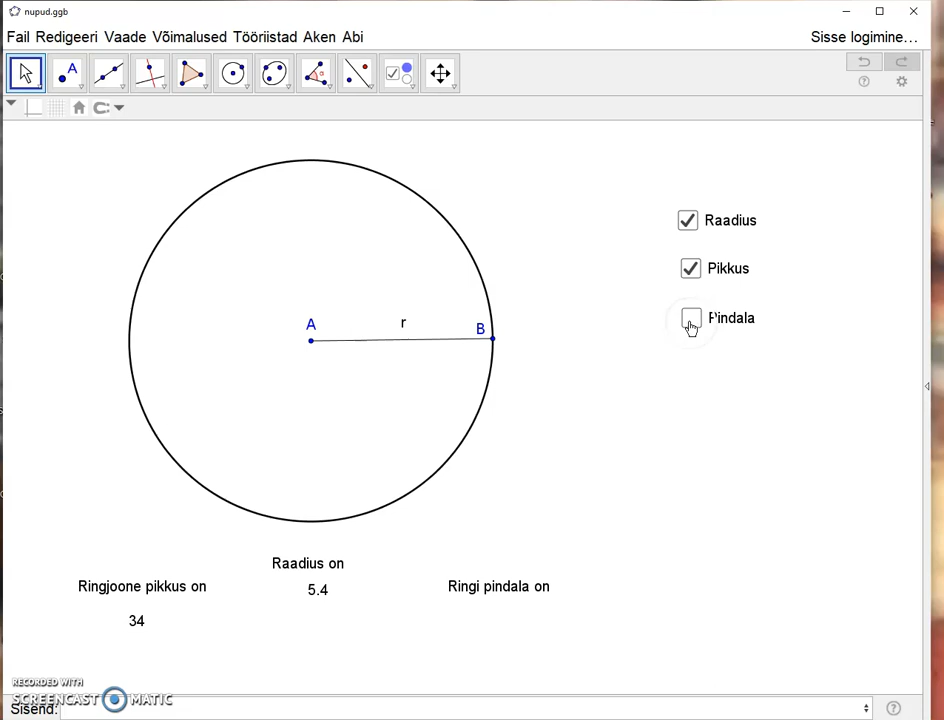 nupud.ggb
Fail Redigeeri Vaade Võimalused Tööriistad Aken Abi
Sisse logimine...
A
Raadius
Pikkus
Pindala
A
r
B
Raadius on
5.4
Ringjoone pikkus on
34
Ringi pindala on
RECORDED WITH
SCREENCAST MATIC
Sisend: